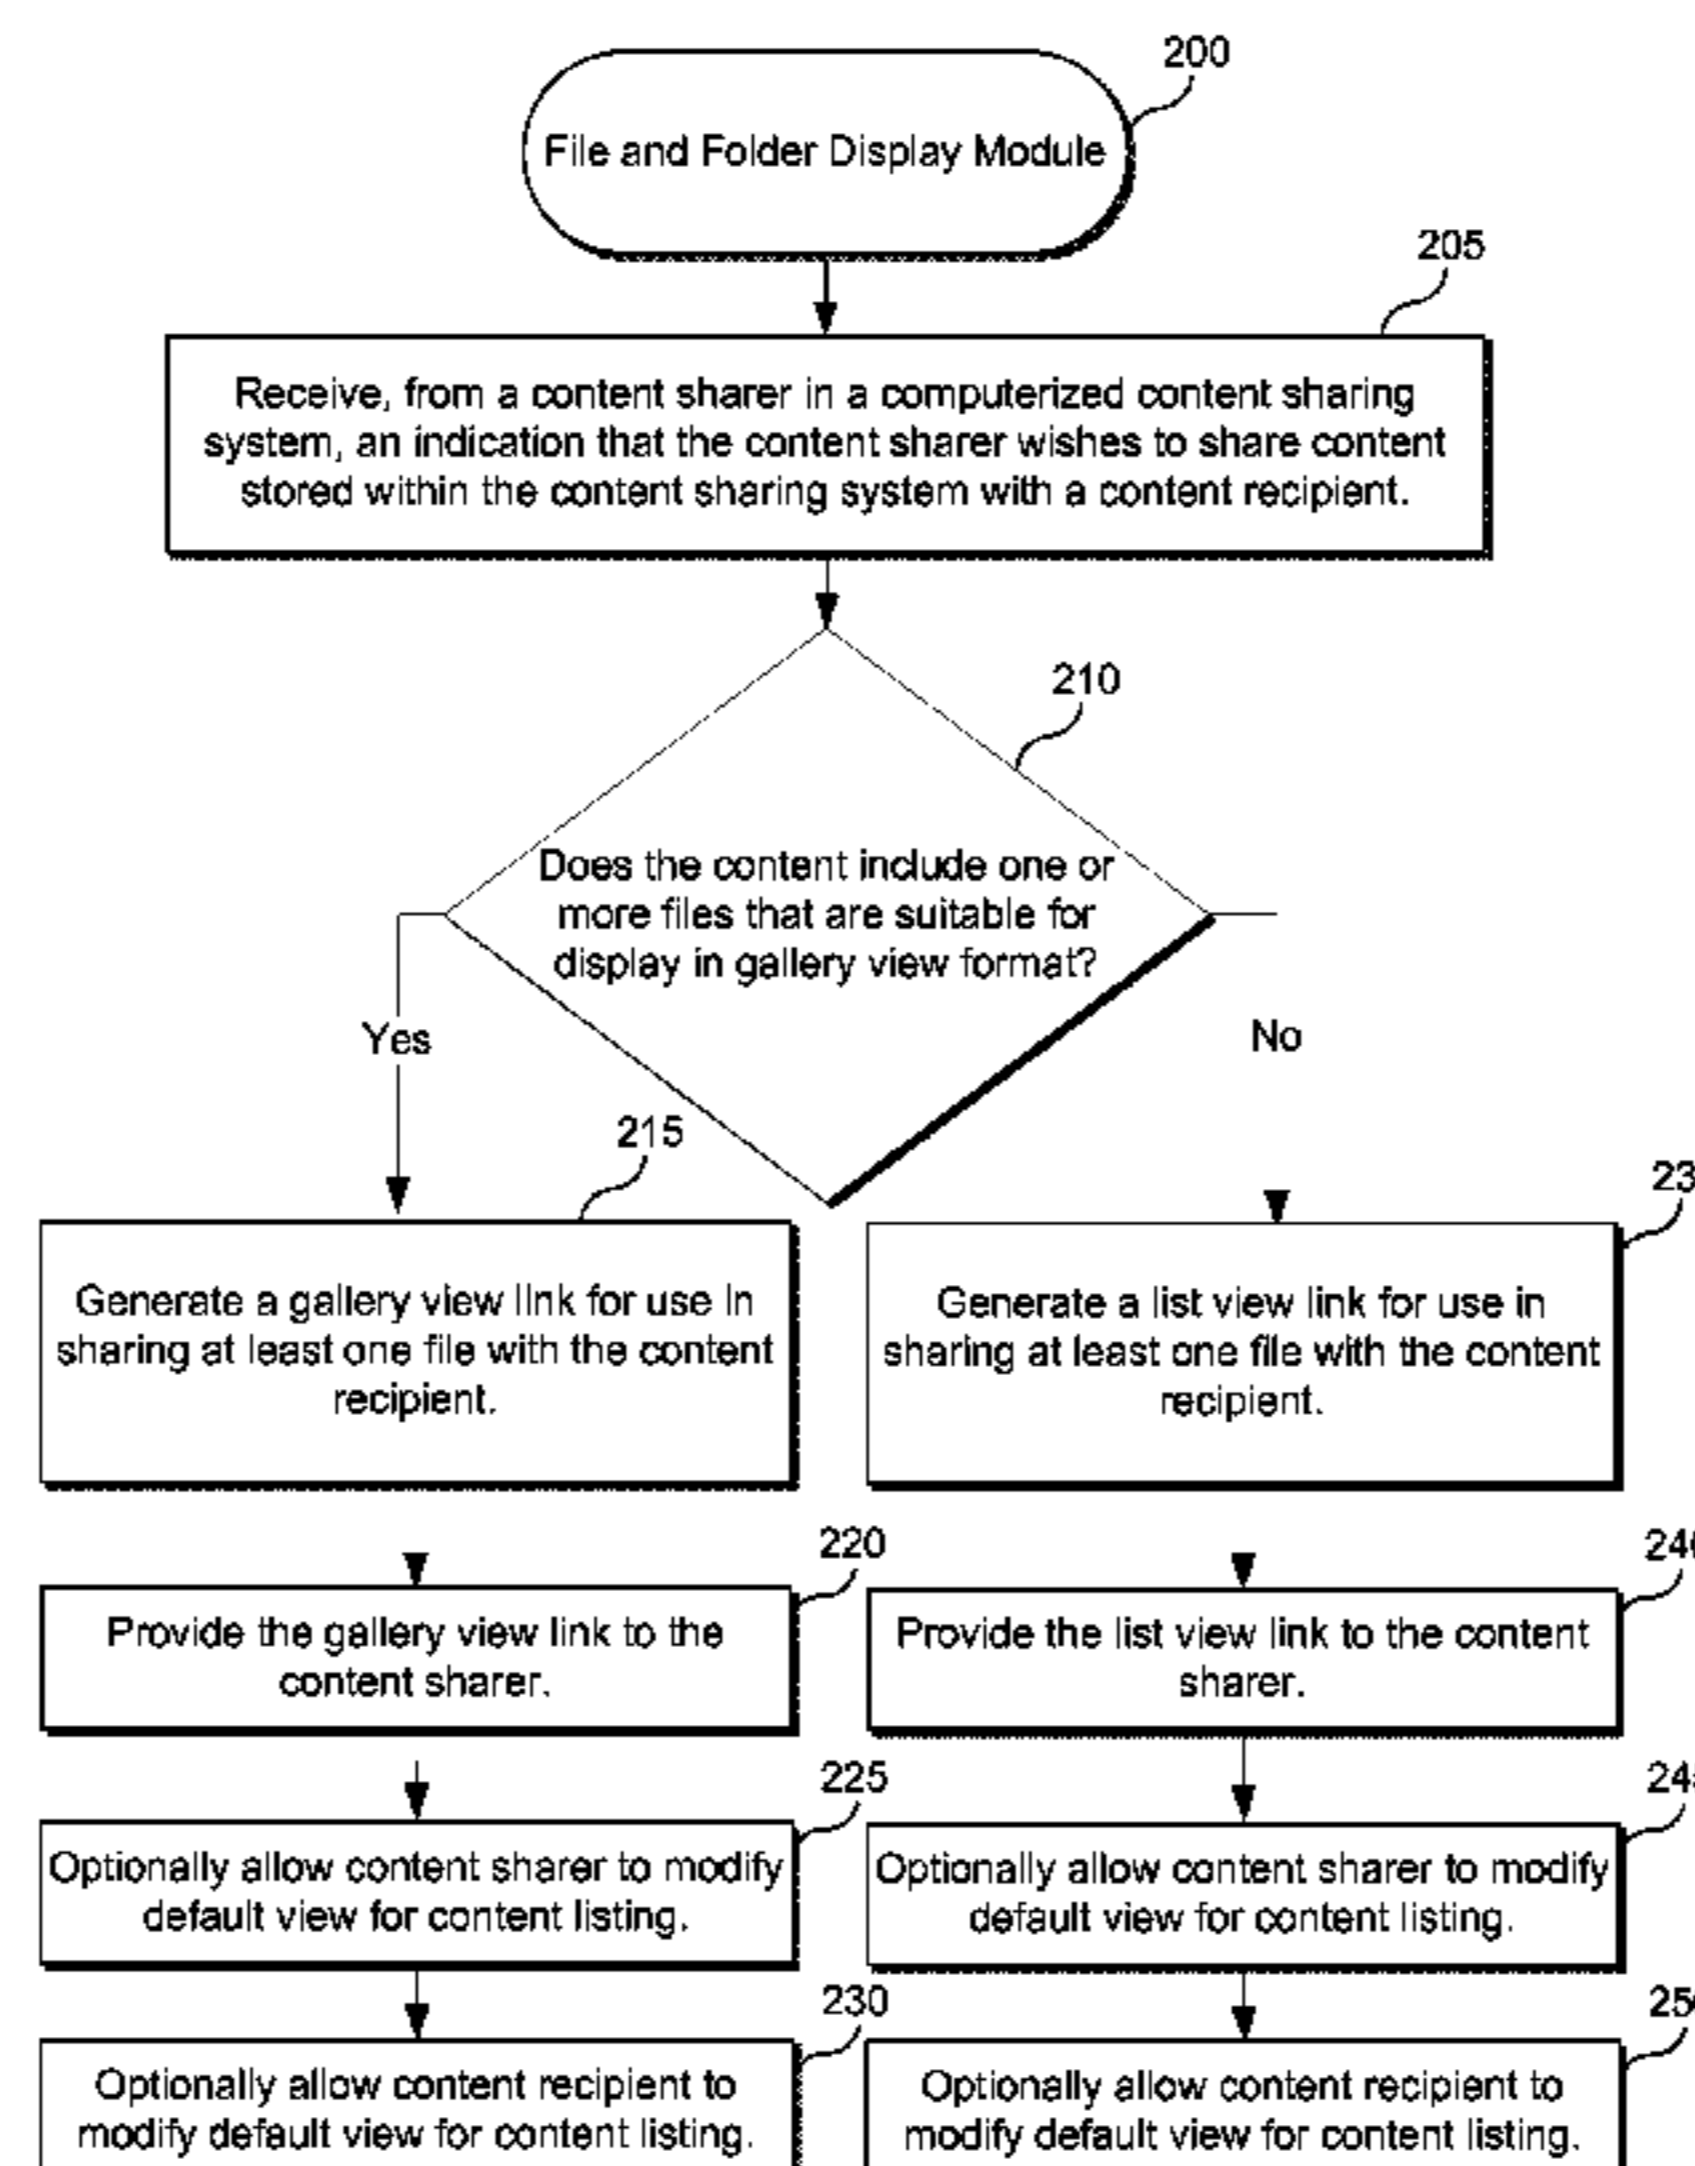 200
File and Folder Display Module
205
Receive, from a content sharer in a computerized content sharing
system, an indication that the content sharer wishes to share content
stored within the content sharing system with a content recipient.
210
Does the content include one or
more files that are suitable for
display in gallery view format?
Yes
No
215
Generate a gallery view link for use in
sharing at least one file with the content
recipient.
23
Generate a list view link for use in
sharing at least one file with the content
recipient.
220
Provide the gallery view link to the
content sharer.
24
Provide the list view link to the content
sharer.
225
Optionally allow content sharer to modify
default view for content listing.
24
Optionally allow content sharer to modify
default view for content listing.
230
Optionally allow content recipient to
modify default view for content listing.
25
Optionally allow content recipient to
modify default view for content listing.